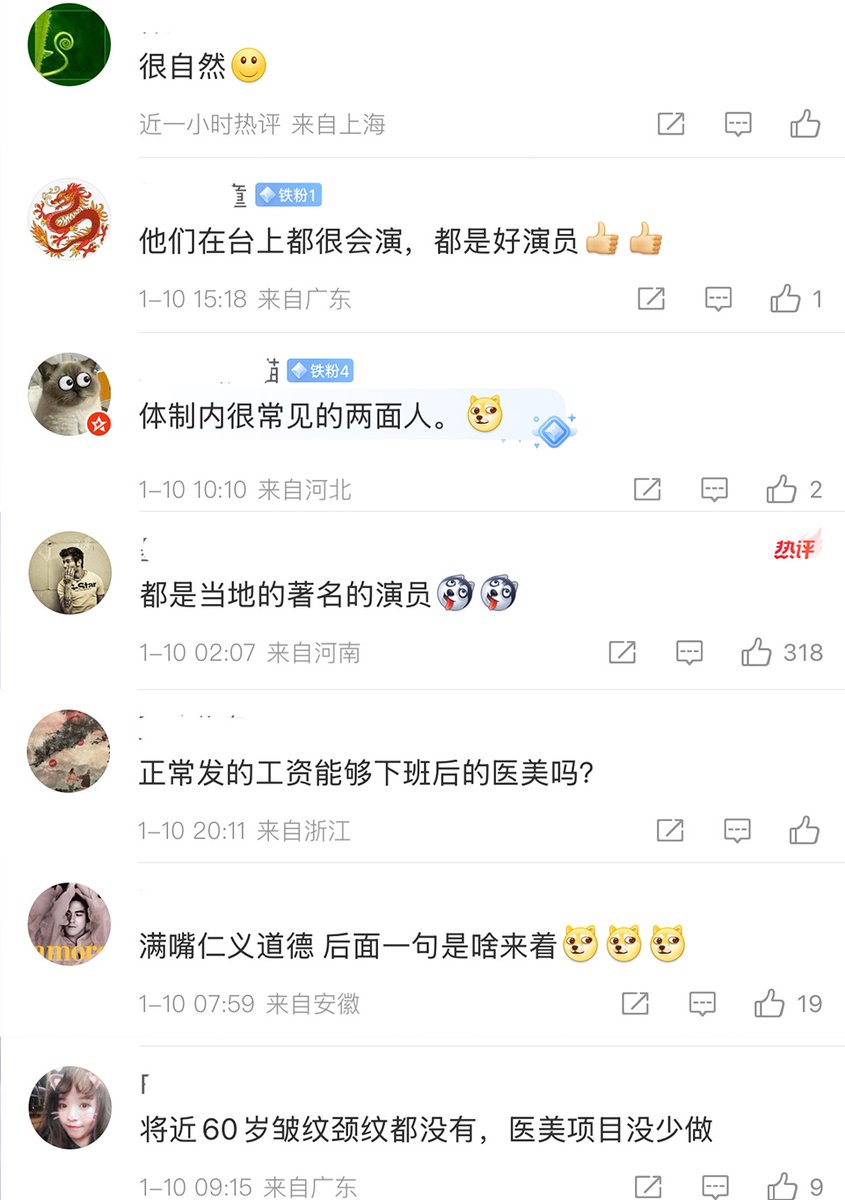 很自然
近一小时热评 来自上海
铁粉1
他们在台上都很会演，都是好演员
1-10 15:18 来自广东
1
铁粉4
体制内很常见的两面人。
1-10 10:10 来自河北
2
热评
都是当地的著名的演员
1-10 02:07 来自河南
318
正常发的工资能够下班后的医美吗？
1-10 20:11 来自浙江
amore
满嘴仁义道德 后面一句是啥来着
1-10 07:59 来自安徽
19
将近60岁皱纹颈纹都没有，医美项目没少做
1-10 09:15 来自广东
9